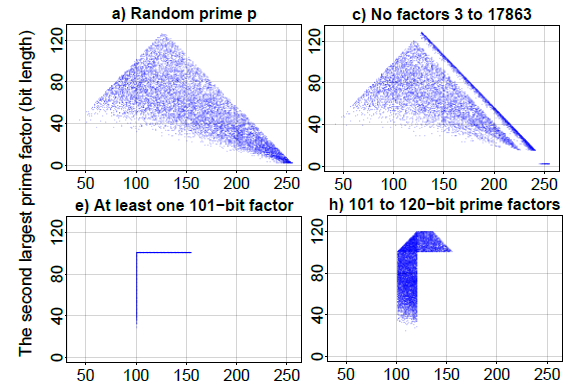 a) Random prime p
c) No factors 3 to 17863
The second largest prime factor (bit length)
0 40 80 120
0 40 80 120
50 100 150 200 250
50 100 150 200 250
e) At least one 101−bit factor
h) 101 to 120−bit prime factors
0 40 80 120
0 40 80 120
50 100 150 200 250
50 100 150 200 250